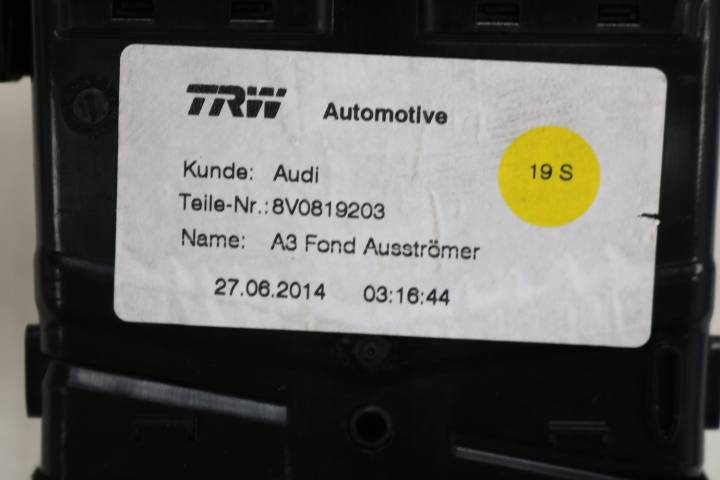 TRW Automotive
Kunde: Audi
19 S
Teile-Nr.: 8V0819203
Name: A3 Fond Ausströmer
27.06.2014 03:16:44